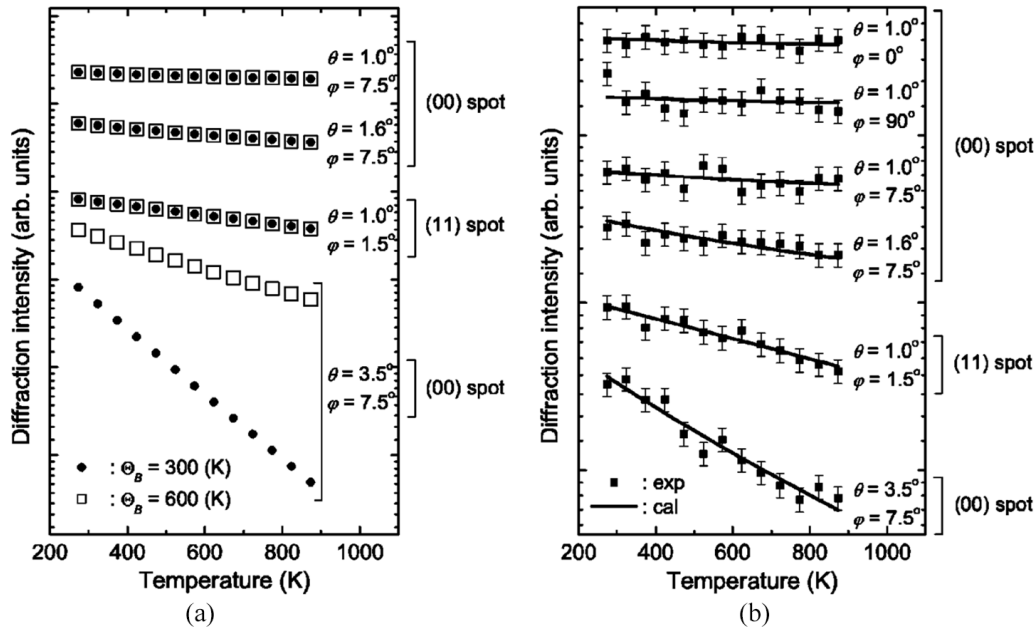 Diffraction intensity (arb. units)
θ = 1.0°
φ = 7.5°
(00) spot
θ = 1.6°
φ = 7.5°
θ = 1.0°
φ = 1.5°
(11) spot
θ = 3.5°
φ = 7.5°
(00) spot
: Θ_B = 300 (K)
: Θ_B = 600 (K)
200 400 600 800 1000
Temperature (K)
(a)
Diffraction intensity (arb. units)
θ = 1.0°
φ = 0°
θ = 1.0°
φ = 90°
(00) spot
θ = 1.0°
φ = 7.5°
θ = 1.6°
φ = 7.5°
θ = 1.0°
φ = 1.5°
(11) spot
θ = 3.5°
φ = 7.5°
(00) spot
: exp
: cal
200 400 600 800 1000
Temperature (K)
(b)